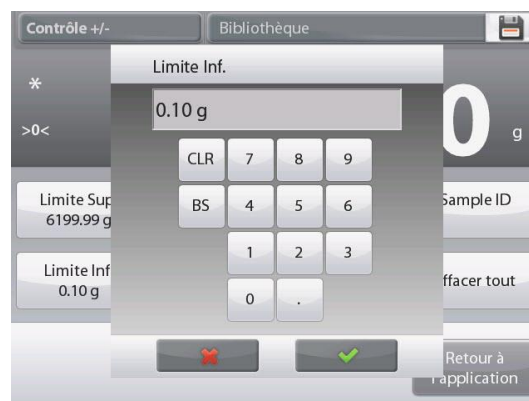 Contrôle +/-
Bibliothèque
Limite Inf.
0.10 g
*
>0<
0
g
CLR 7 8 9
BS 4 5 6
1 2 3
0 .
Limite Sup
6199.99 g
Sample ID
Limite Inf
0.10 g
ffacer tout
Retour à
l'application